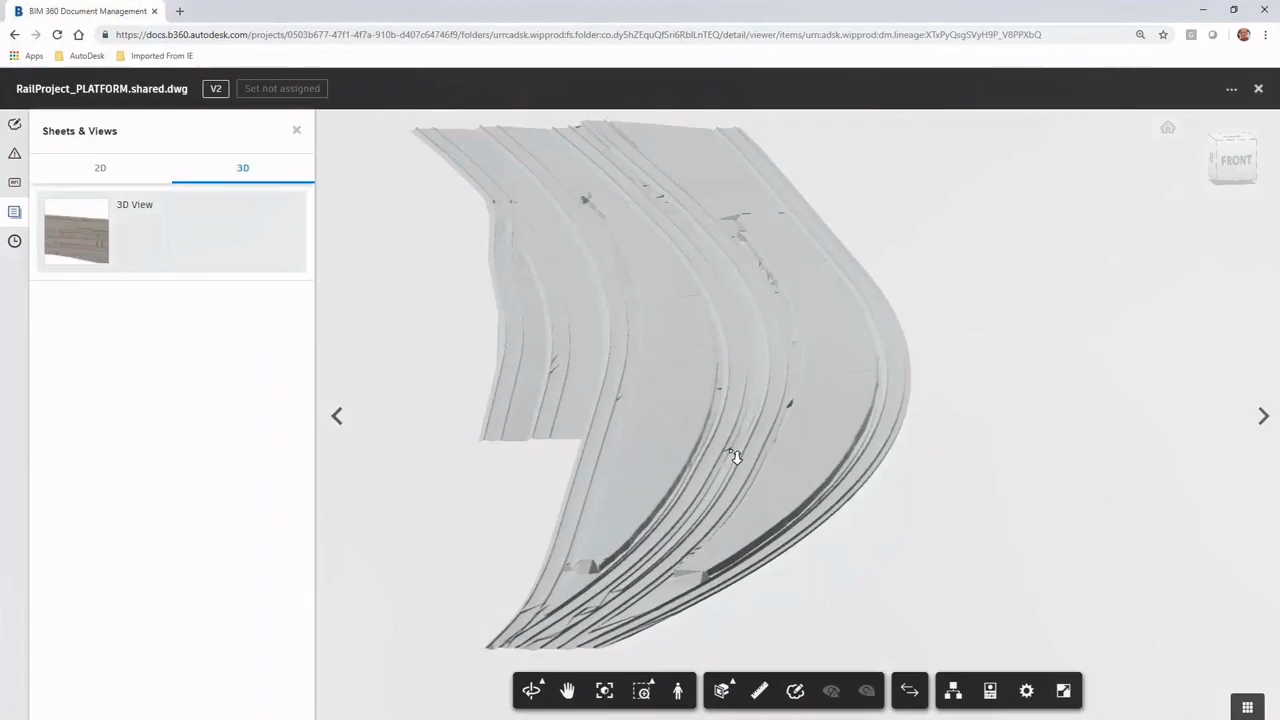 BIM 360 Document Management
https://docs.b360.autodesk.com/projects/0503b677-47f1-4f7a-910b-d407c64746f9/folders/urn:adsk.wipprod:fs.folder:co.dy5hZEquQfSri6RbILnTEQ/detail/viewer/items/urn:adsk.wipprod:dm.lineage:XTxPyQsgSVyH9P_V8PPXbQ
Apps AutoDesk Imported From IE
RailProject_PLATFORM.shared.dwg V2 Set not assigned
Sheets & Views
2D 3D
3D View
FRONT